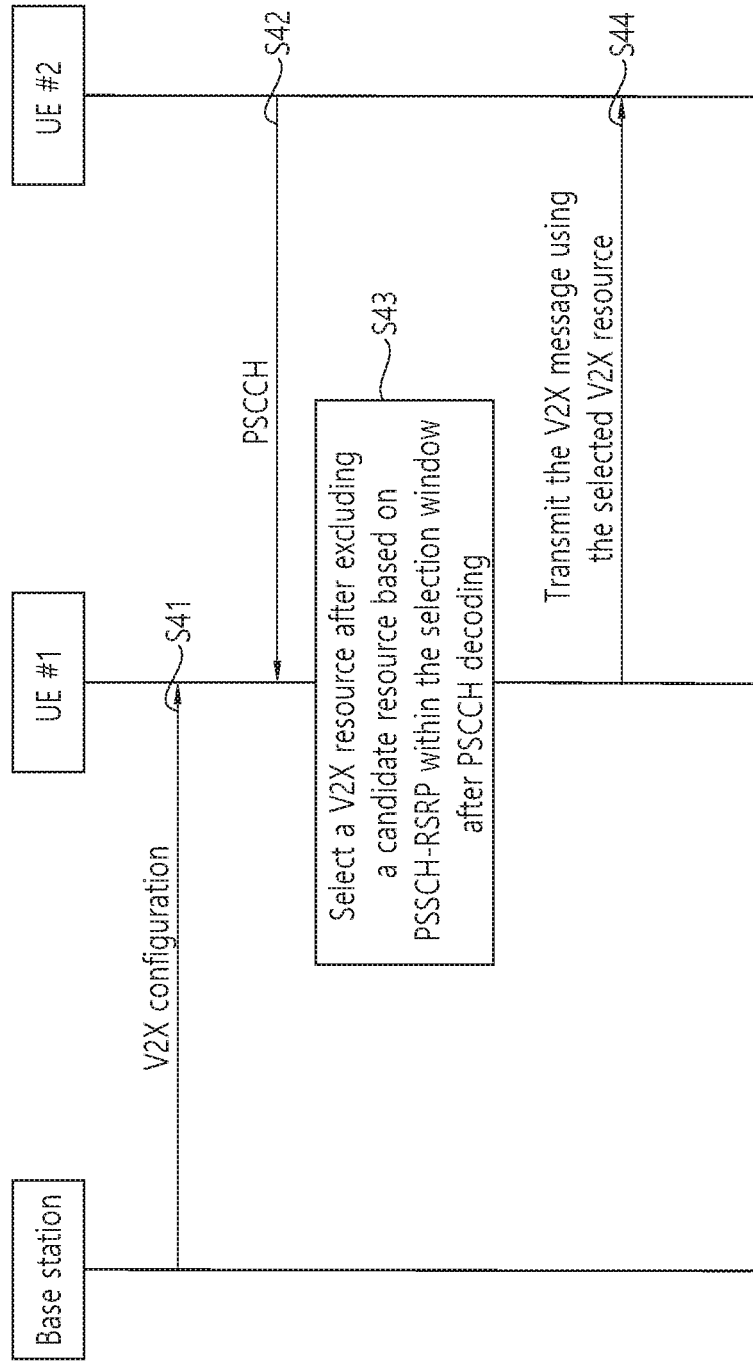 Base station
UE #1
UE #2
V2X configuration
S41
PSCCH
S42
Select a V2X resource after excluding
a candidate resource based on
PSSCH-RSRP within the selection window
after PSCCH decoding
S43
Transmit the V2X message using
the selected V2X resource
S44